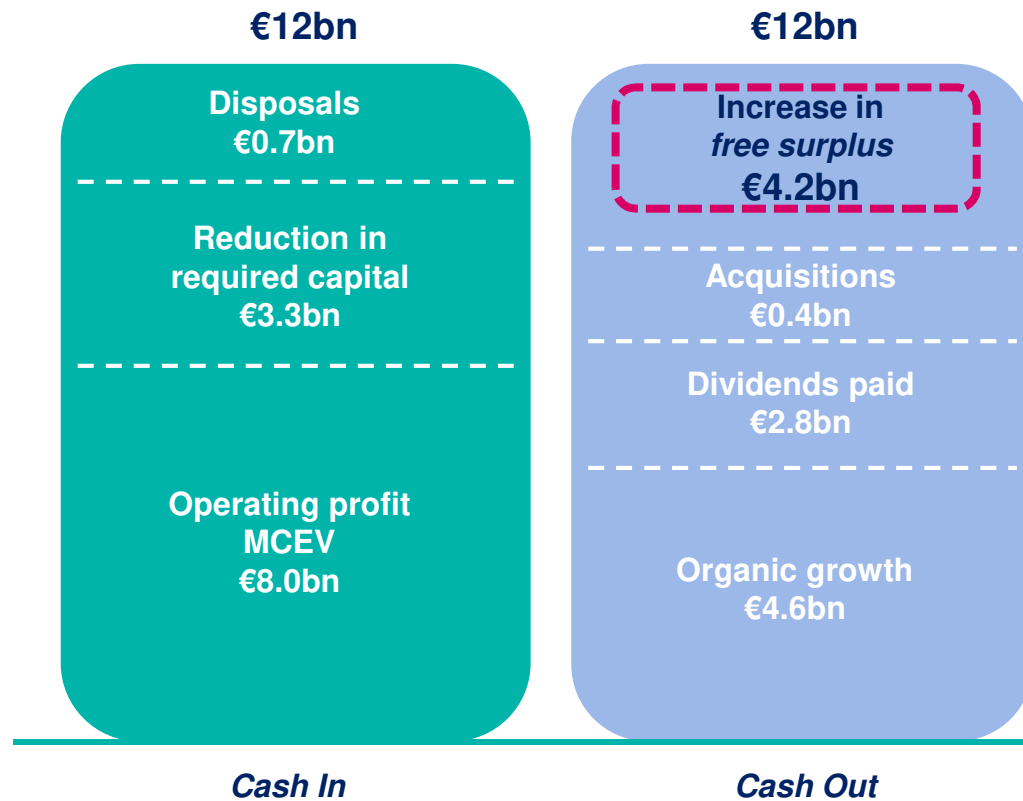 €12bn
Disposals
€0.7bn
Reduction in
required capital
€3.3bn
Operating profit
MCEV
€8.0bn
Cash In
€12bn
Increase in
free surplus
€4.2bn
Acquisitions
€0.4bn
Dividends paid
€2.8bn
Organic growth
€4.6bn
Cash Out